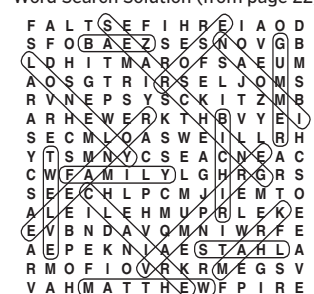 Word Search Solution (from page 22
F A L T S E F I H R E I A O D
S F O B A E Z S E S N O V G B
L D H I T M A R O F S A E U M
A O S G T R I R S E L J O M S
R V N E P S Y S C K I T Z M B
A R H E W E R K T H B V Y E I
S E C M L O A S W E I L L R H
Y T S M N Y C S E A C N E A C
C W F A M I L Y L G H R G R S
S E E C H L P C M J I E M T O
A L E I L E H M U P R L E K E
E V B N D A V Q M N I W R F E
A E P E K N I A E S T A H L A
R M O F I O V R K R M E G S V
V A H M A T T H E W F P I R E